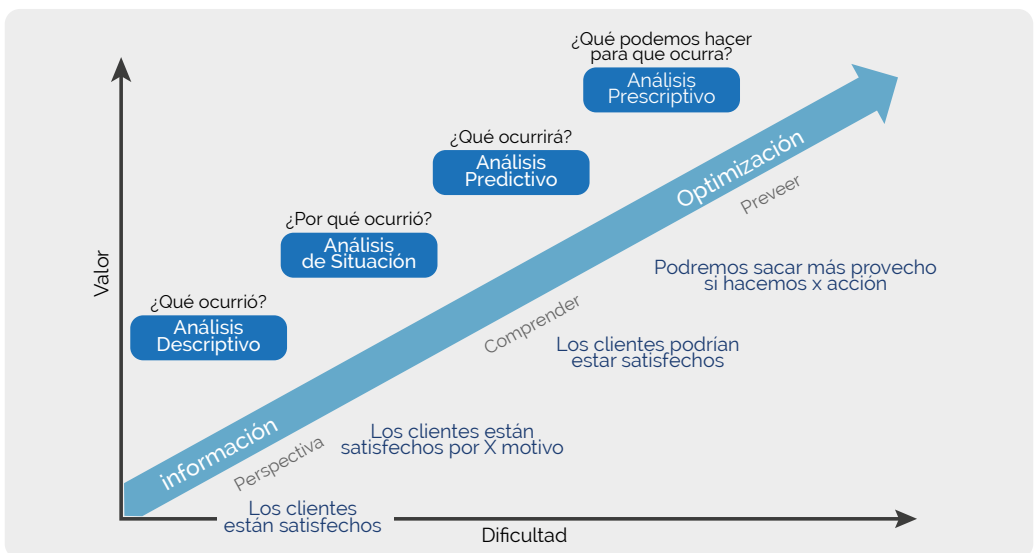 ¿Qué podemos hacer
para que ocurra?
Análisis
Prescriptivo
¿Qué ocurrirá?
Análisis
Predictivo
¿Por qué ocurrió?
Análisis
de Situación
¿Qué ocurrió?
Análisis
Descriptivo
Valor
Optimización
Preveer
Podremos sacar más provecho
si hacemos x acción
Comprender
Los clientes podrían
estar satisfechos
información
Perspectiva
Los clientes están
satisfechos por X motivo
Los clientes
están satisfechos
Dificultad